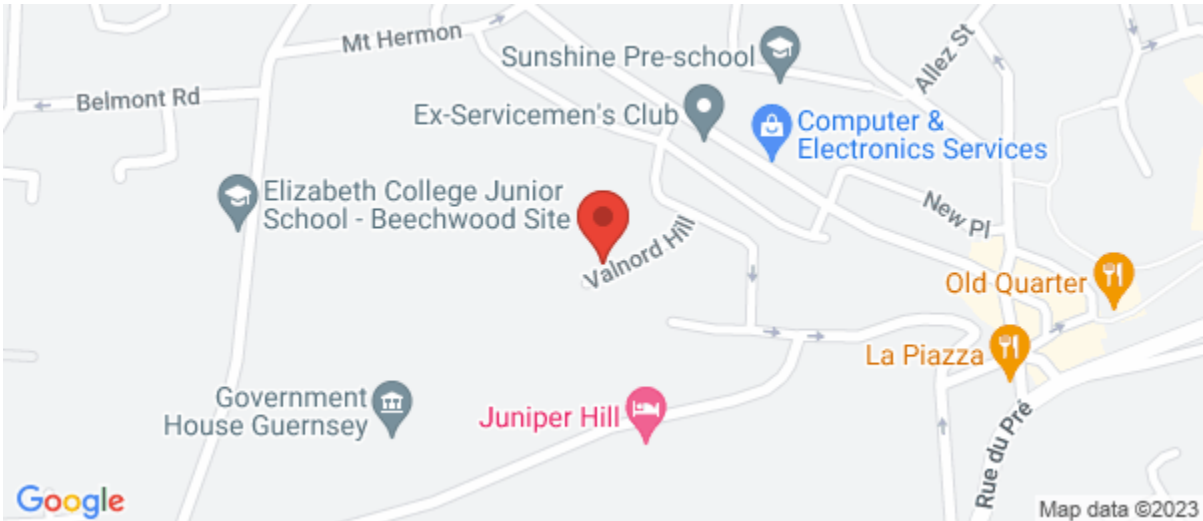 Mt Hermon
Sunshine Pre-school
Allez St
Belmont Rd
Ex-Servicemen's Club
Computer &
Electronics Services
Elizabeth College Junior
School - Beechwood Site
New Pl
Valnord Hill
Old Quarter
La Piazza
Government
House Guernsey
Juniper Hill
Rue du Pré
Google
Map data ©2023